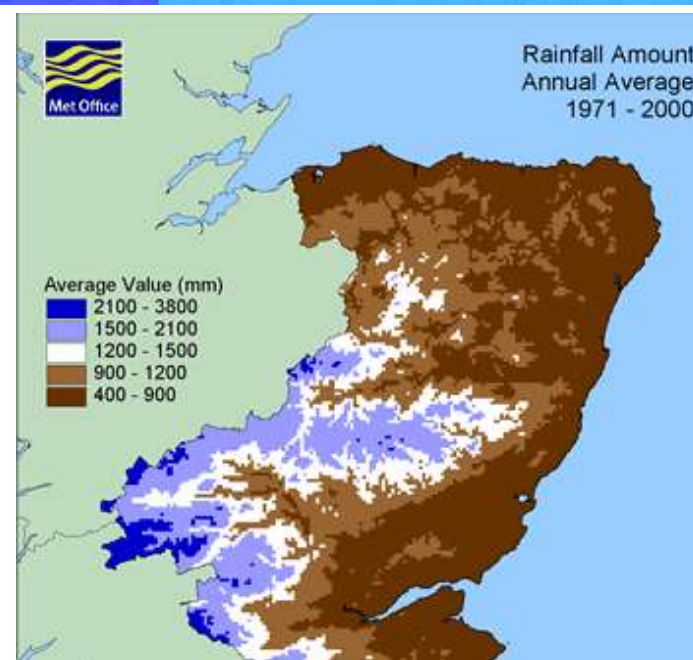 Met Office
Rainfall Amount
Annual Average
1971 - 2000
Average Value (mm)
2100 - 3800
1500 - 2100
1200 - 1500
900 - 1200
400 - 900